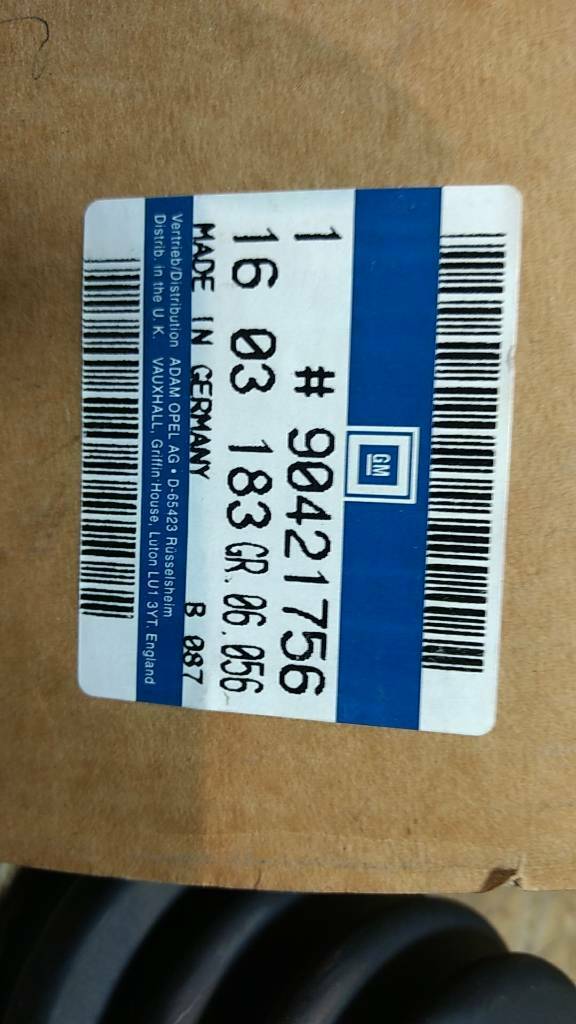 GM
1 # 90421756
16 03 183 GR. 06.056
MADE IN GERMANY B 087
Vertrieb/Distribution ADAM OPEL AG • D-65423 Rüsselsheim
Distrib. in the U. K. VAUXHALL, Griffin House, Luton LU1 3YT, England